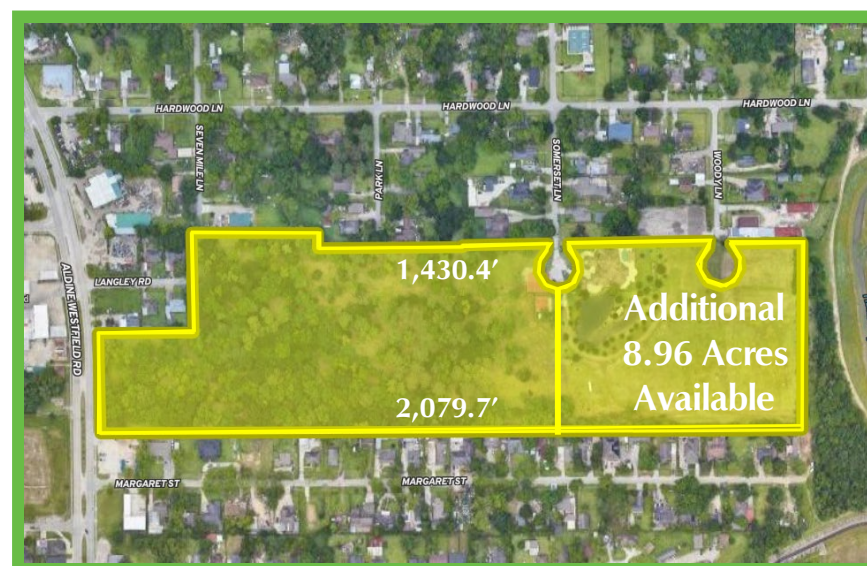 HARDWOOD LN
HARDWOOD LN
HARDWOOD LN
SEVEN MILE LN
PARK LN
SOMERSET LN
WOODY LN
LANGLEY RD
ALDINE WESTFIELD RD
1,430.4’
Additional
8.96 Acres
Available
2,079.7’
MARGARET ST
MARGARET ST